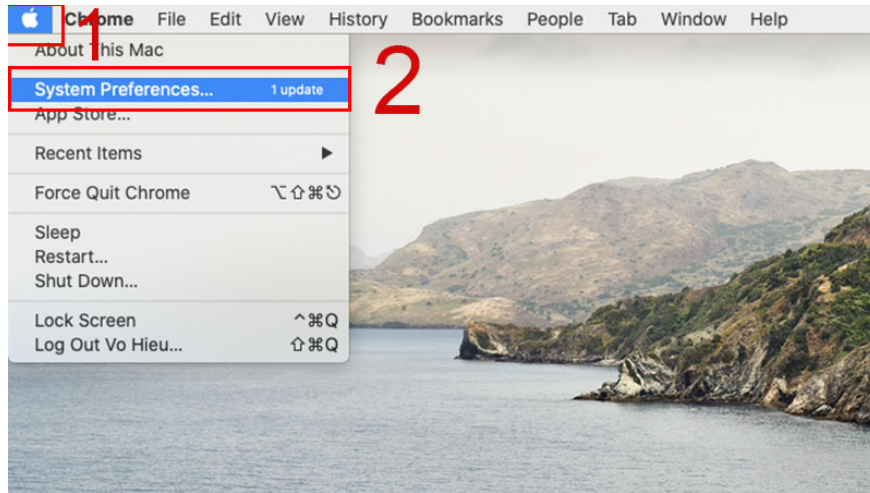 Chrome File Edit View History Bookmarks People Tab Window Help
1
2
About This Mac
System Preferences... 1 update
App Store...
Recent Items ▶
Force Quit Chrome ⌥⇧⌘⎋
Sleep
Restart...
Shut Down...
Lock Screen ^⌘Q
Log Out Vo Hieu... ⇧⌘Q